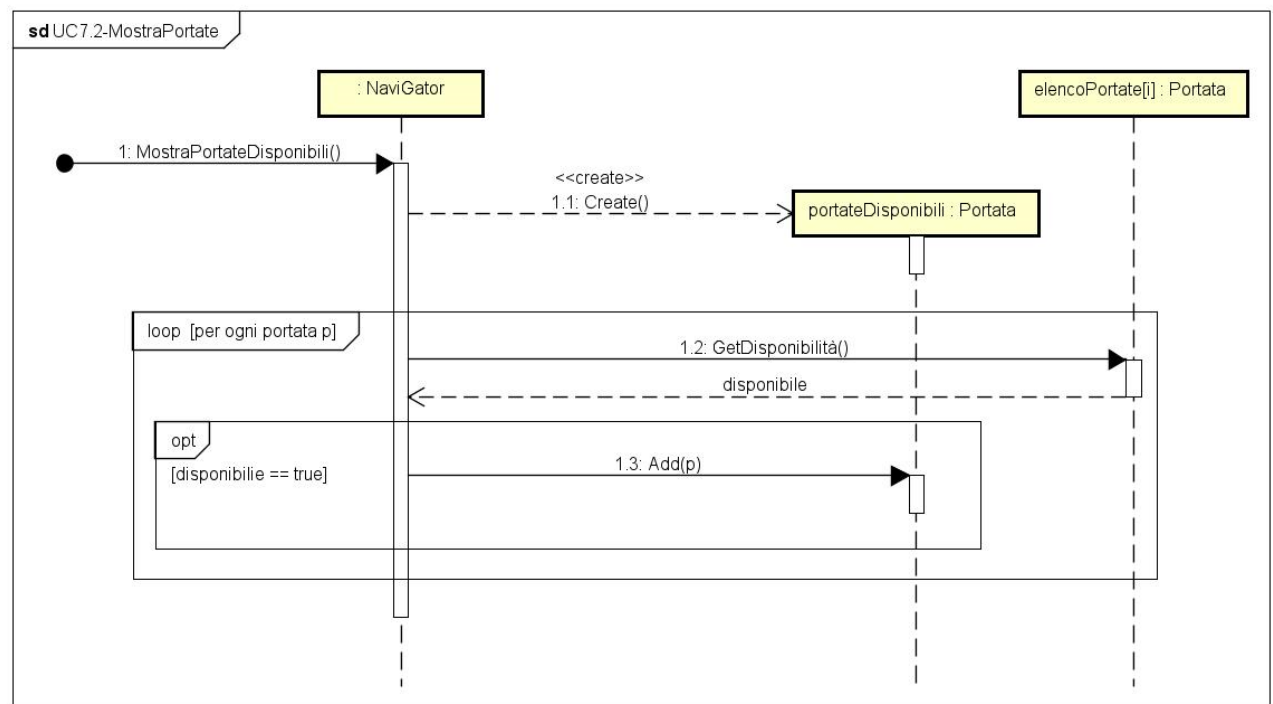 sd UC7.2-MostraPortate
: NaviGator
elencoPortate[i] : Portata
1: MostraPortateDisponibili()
<<create>>
1.1: Create()
portateDisponibili : Portata
loop [per ogni portata p]
1.2: GetDisponibilità()
disponibile
opt
[disponibilie == true]
1.3: Add(p)